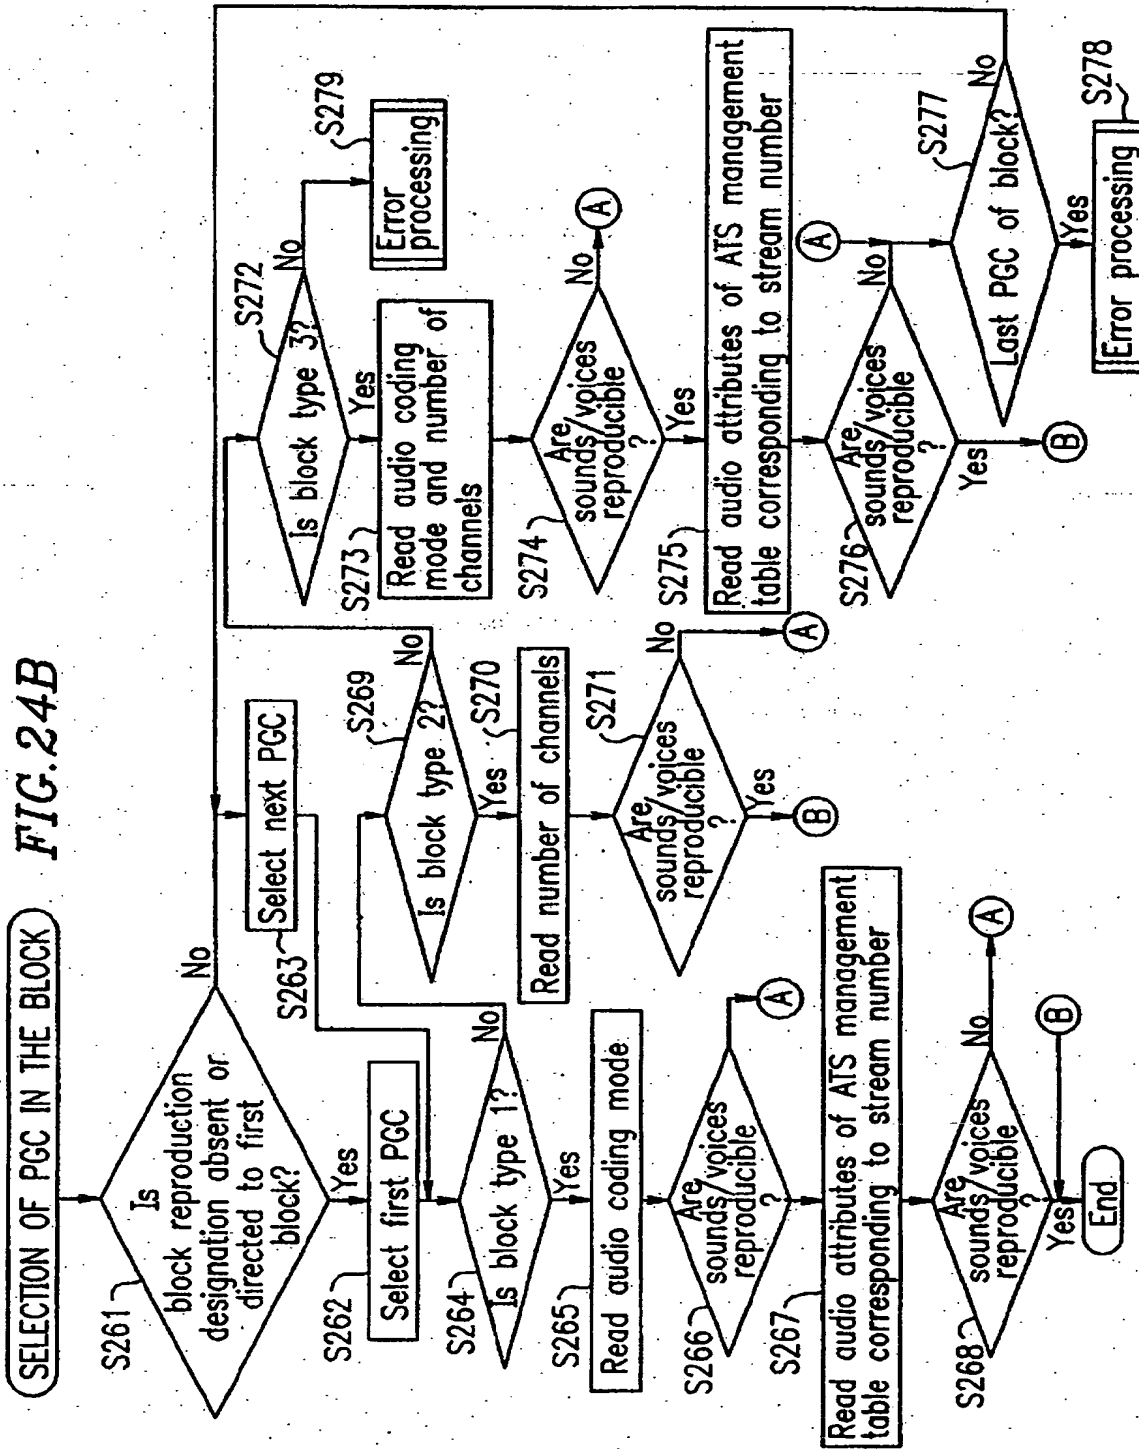 FIG.24B
SELECTION OF PGC IN THE BLOCK
S261
Is
block reproduction
designation absent or
directed to first
block?
No
Yes
S262
Select first PGC
S263
Select next PGC
S264
Is block type 1?
No
Yes
S265
Read audio coding mode
S266
Are
sounds/voices
reproducible
?
A
S267
Read audio attributes of ATS management
table corresponding to stream number
S268
Are
sounds/voices
reproducible
?
No
A
Yes
B
End
S269
Is block type 2?
No
Yes
S270
Read number of channels
S271
Are
sounds/voices
reproducible
?
No
A
Yes
B
S272
Is block type 3?
No
S279
Error
processing
Yes
S273
Read audio coding
mode and number of
channels
S274
Are
sounds/voices
reproducible
?
No
A
Yes
S275
Read audio attributes of ATS management
table corresponding to stream number
S276
Are
sounds/voices
reproducible
?
No
A
Yes
B
S277
Last PGC of block?
No
Yes
S278
Error processing